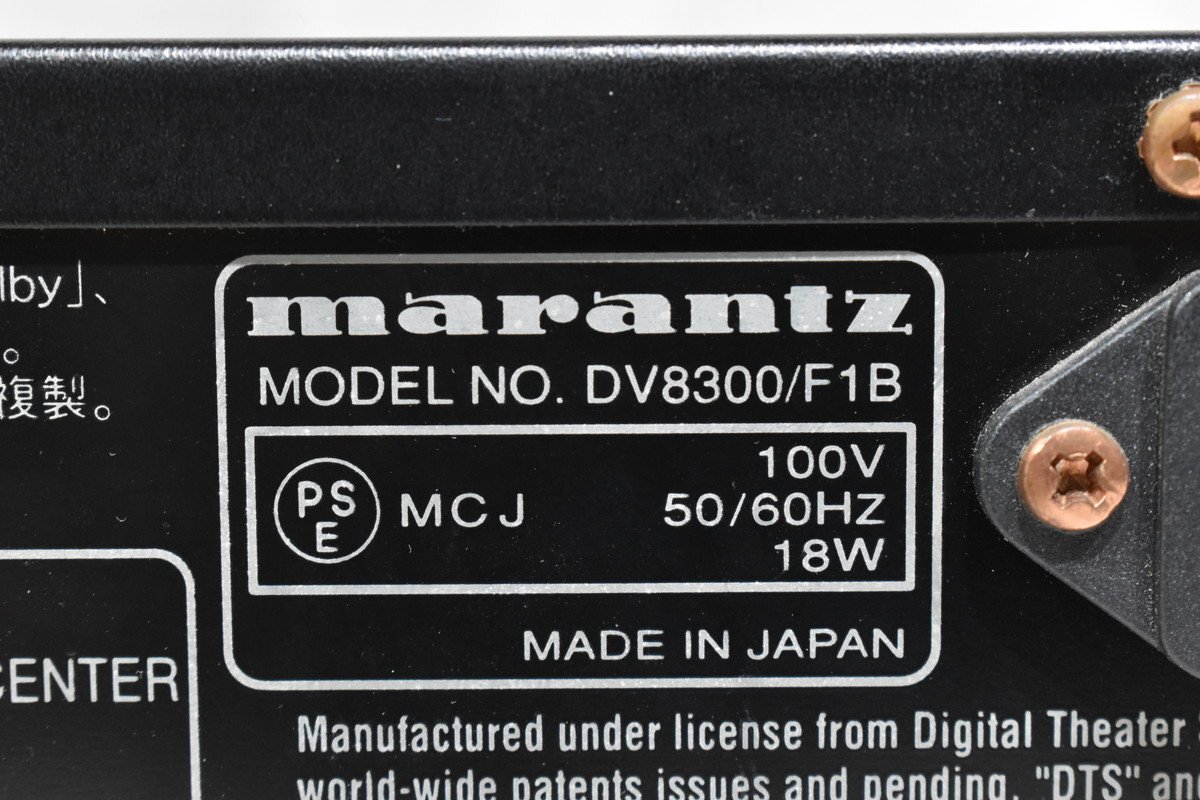 lby」、
。
複製。
marantz
MODEL NO. DV8300/F1B
PS
E
MCJ
100V
50/60HZ
18W
MADE IN JAPAN
CENTER
Manufactured under license from Digital Theater
world-wide patents issues and pending. "DTS" an